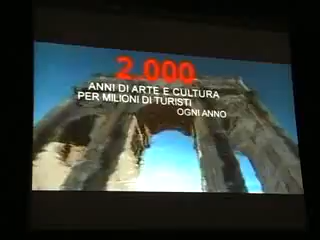 2.000
ANNI DI ARTE E CULTURA
PER MILIONI DI TURISTI
OGNI ANNO